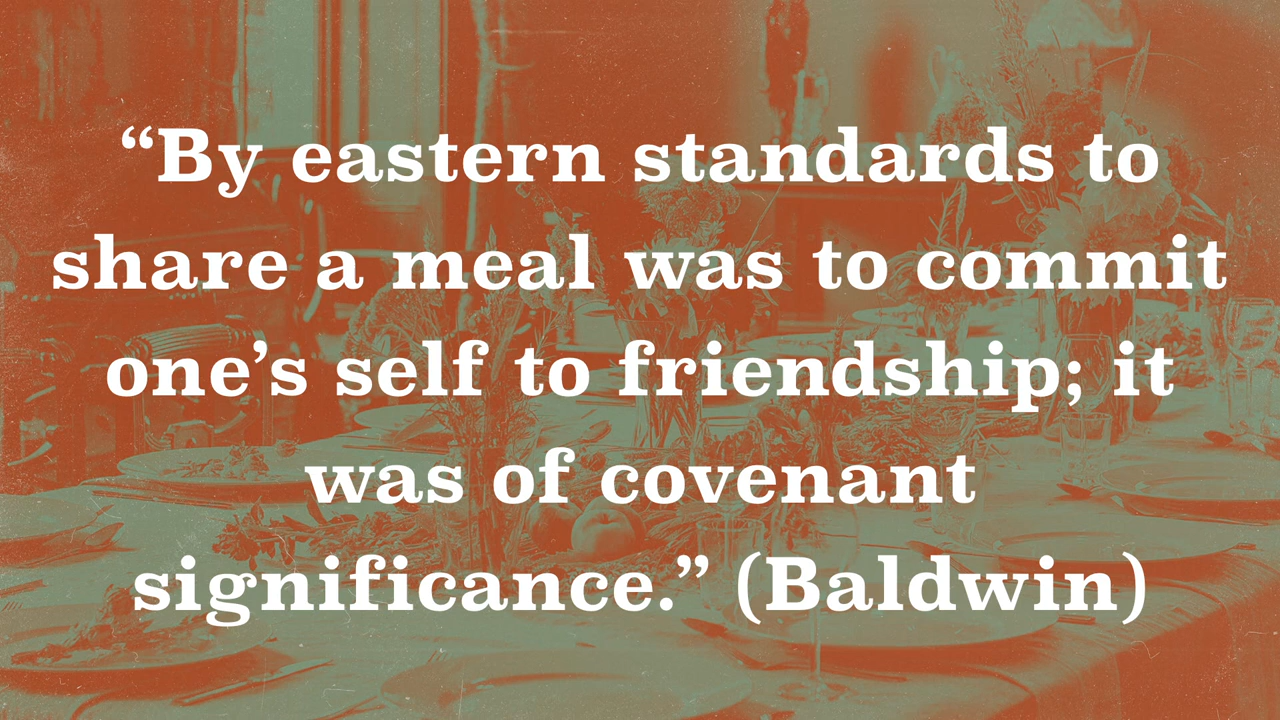 “By eastern standards to
share a meal was to commit
one’s self to friendship; it
was of covenant
significance.” (Baldwin)